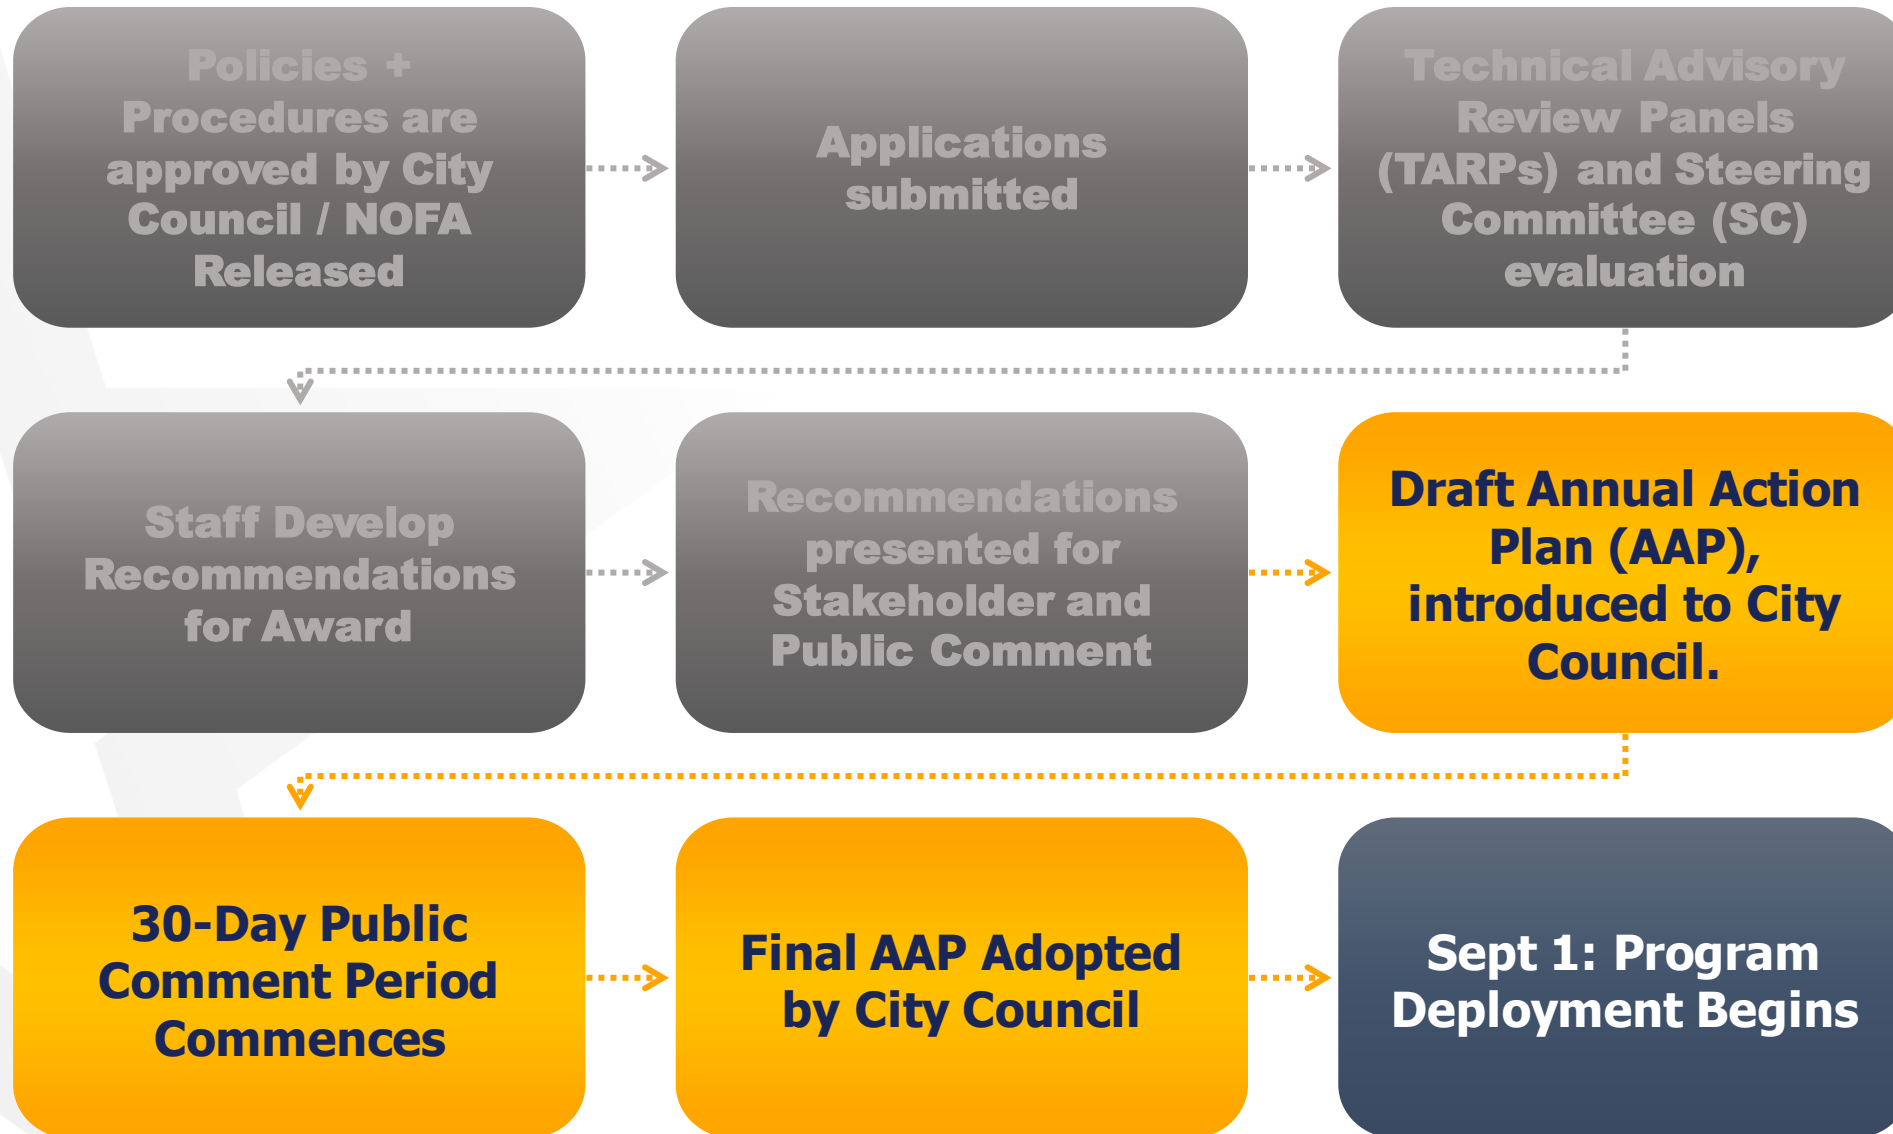 Policies +
Procedures are
approved by City
Council / NOFA
Released
Applications
submitted
Technical Advisory
Review Panels
(TARPs) and Steering
Committee (SC)
evaluation
Staff Develop
Recommendations
for Award
Recommendations
presented for
Stakeholder and
Public Comment
Draft Annual Action
Plan (AAP),
introduced to City
Council.
30-Day Public
Comment Period
Commences
Final AAP Adopted
by City Council
Sept 1: Program
Deployment Begins